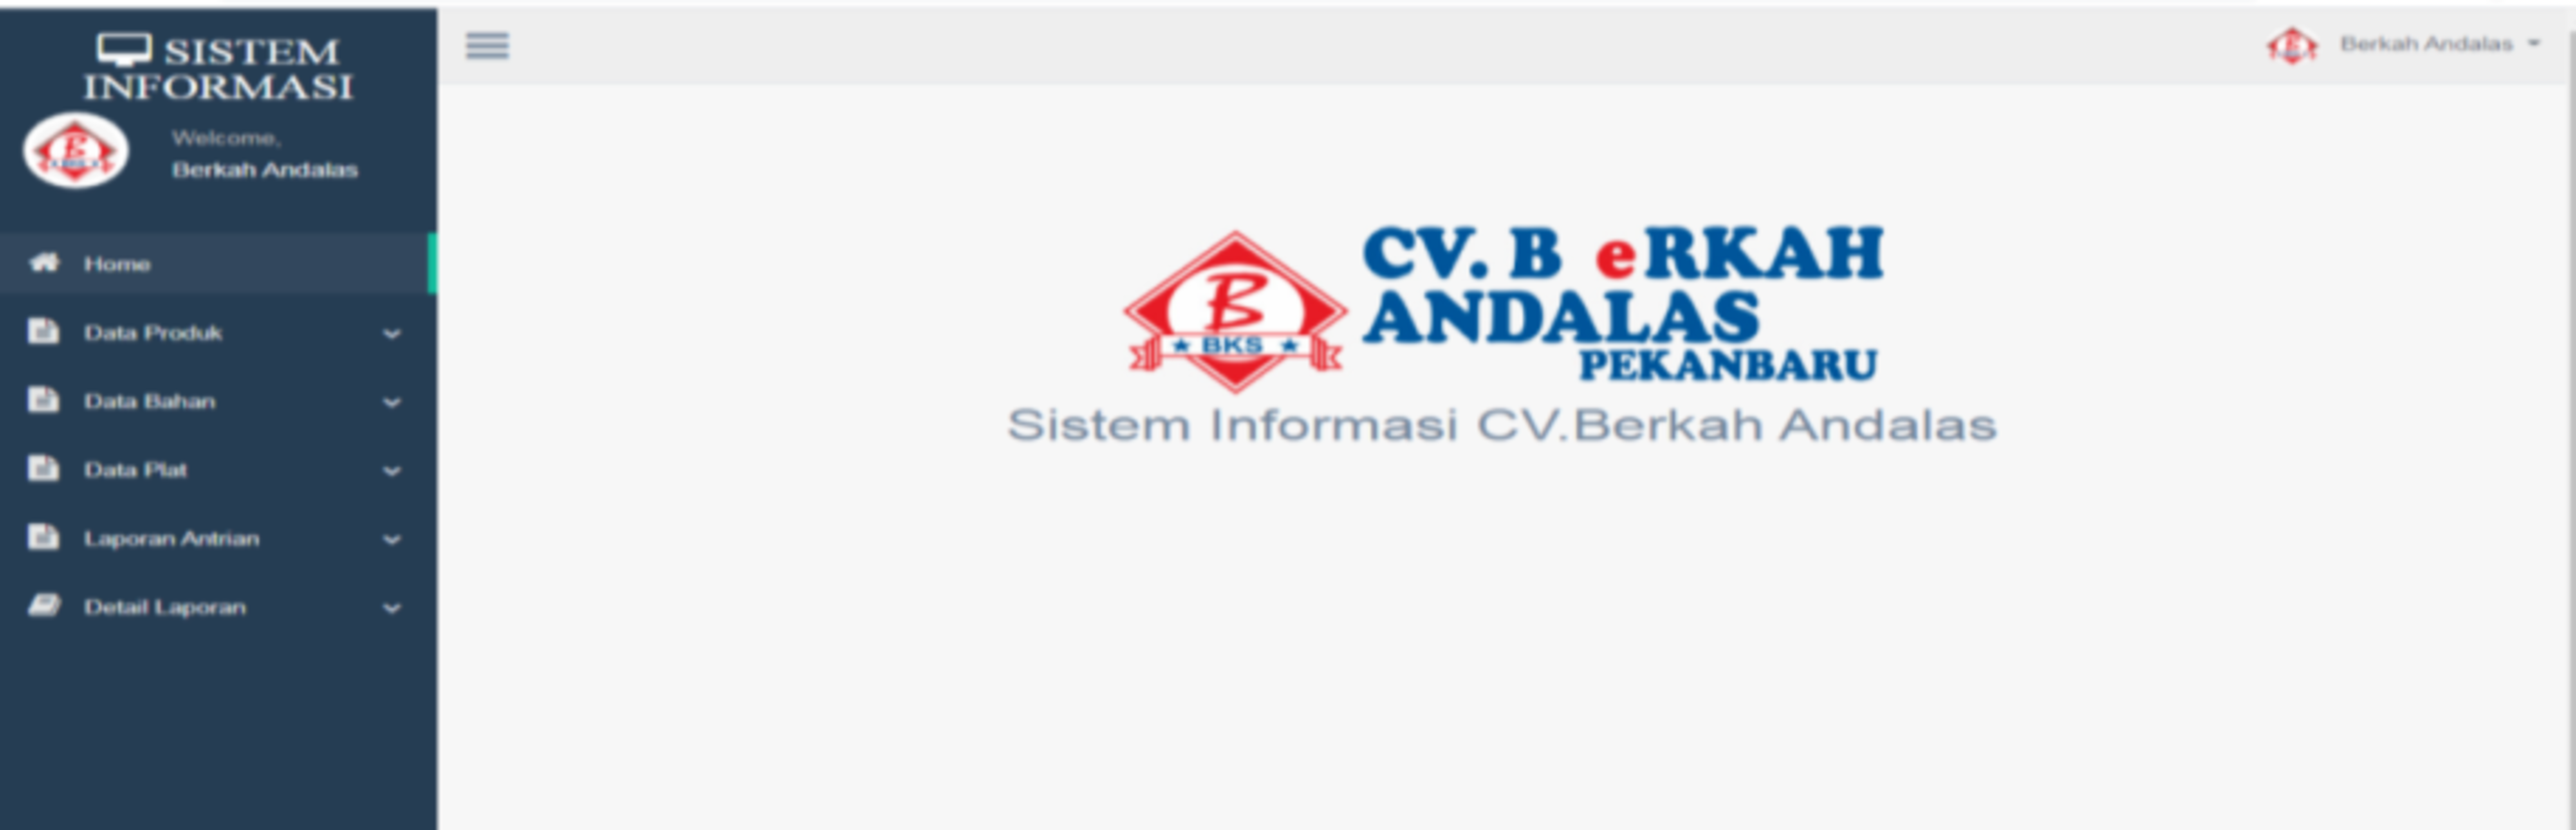 SISTEM
INFORMASI
Welcome,
Berkah Andalas
Home
Data Produk
Data Bahan
Data Plat
Laporan Antrian
Detail Laporan
Berkah Andalas
B
BKS
CV. B eRKAH
ANDALAS
PEKANBARU
Sistem Informasi CV.Berkah Andalas